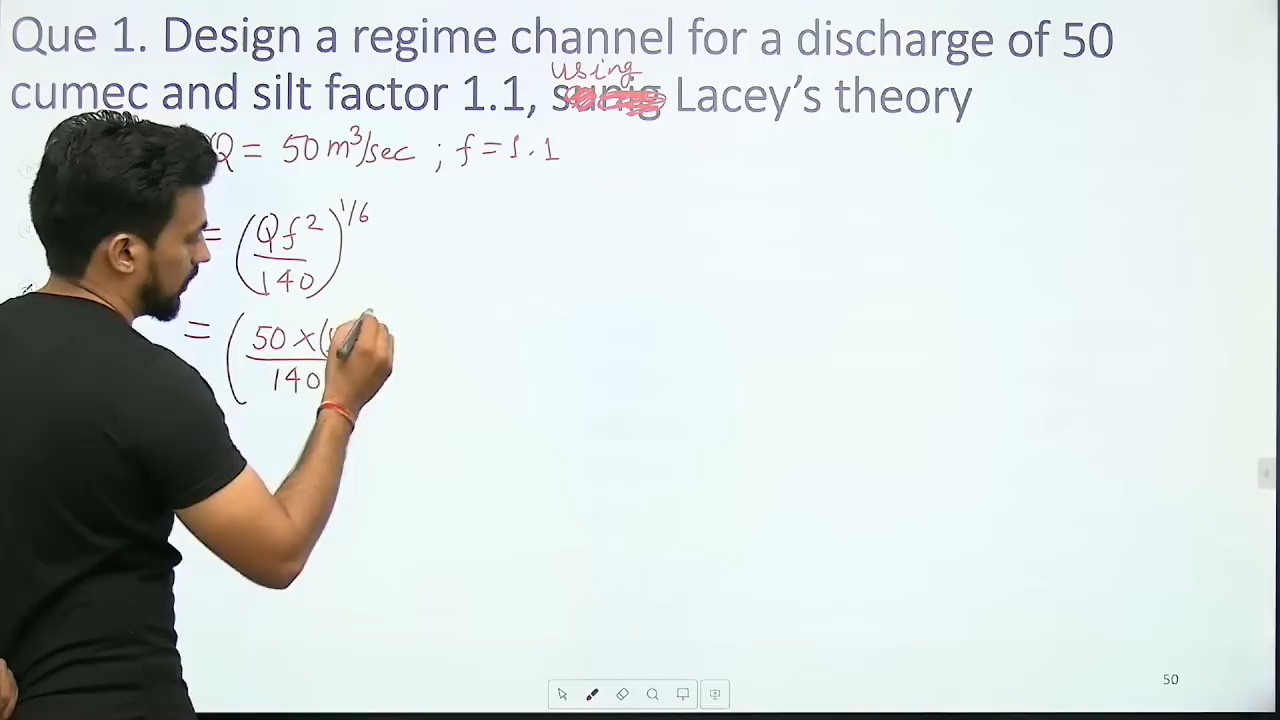 Que 1. Design a regime channel for a discharge of 50
using
cumec and silt factor 1.1, Lacey’s theory
Q = 50 m³/sec ; f = 1.1
= (Qf²/140)^1/6
= (50 × (
140
50